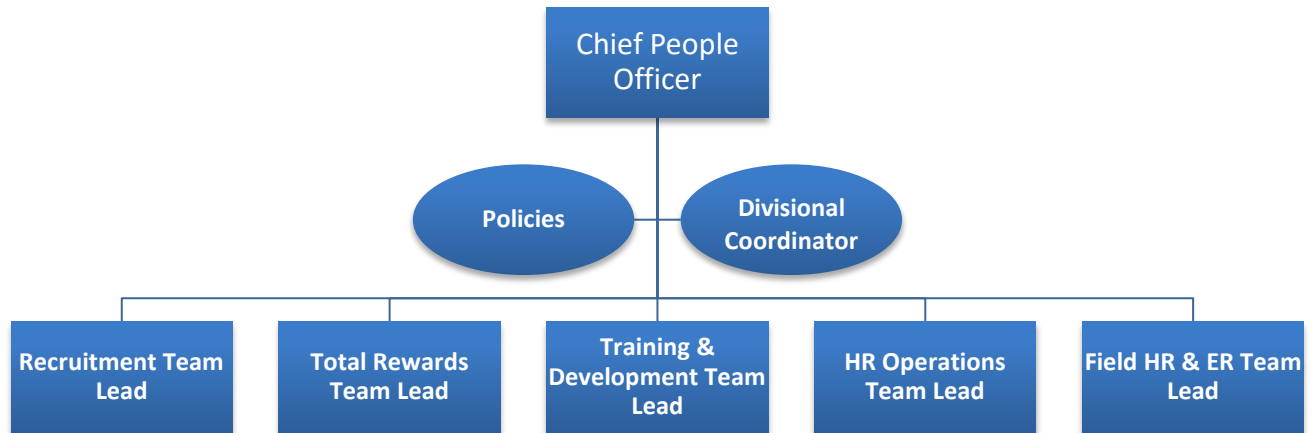 Chief People
Officer
Policies
Divisional
Coordinator
Recruitment Team
Lead
Total Rewards
Team Lead
Training &
Development Team
Lead
HR Operations
Team Lead
Field HR & ER Team
Lead